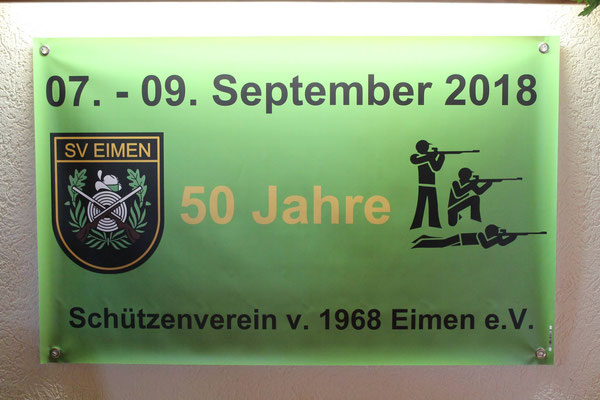 07. - 09. September 2018
SV EIMEN
50 Jahre
Schützenverein v. 1968 Eimen e.V.